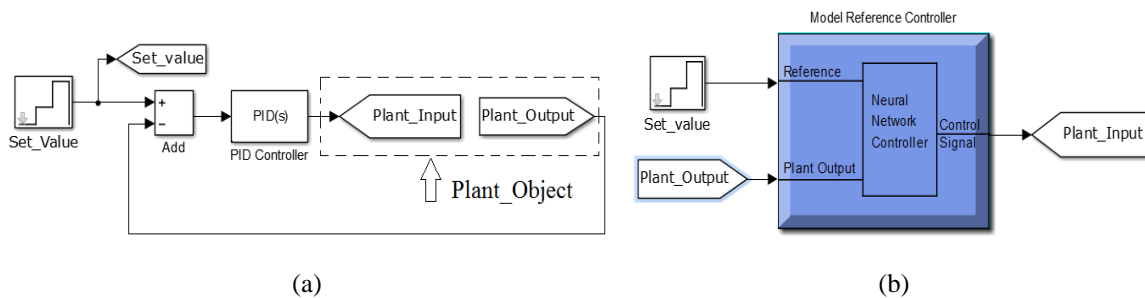 Set_value
Set_Value
+
−
Add
PID(s)
PID Controller
Plant_Input
Plant_Output
Plant_Object
(a)
Model Reference Controller
Set_value
Plant_Output
Reference
Plant Output
Neural
Network
Controller
Control
Signal
Plant_Input
(b)